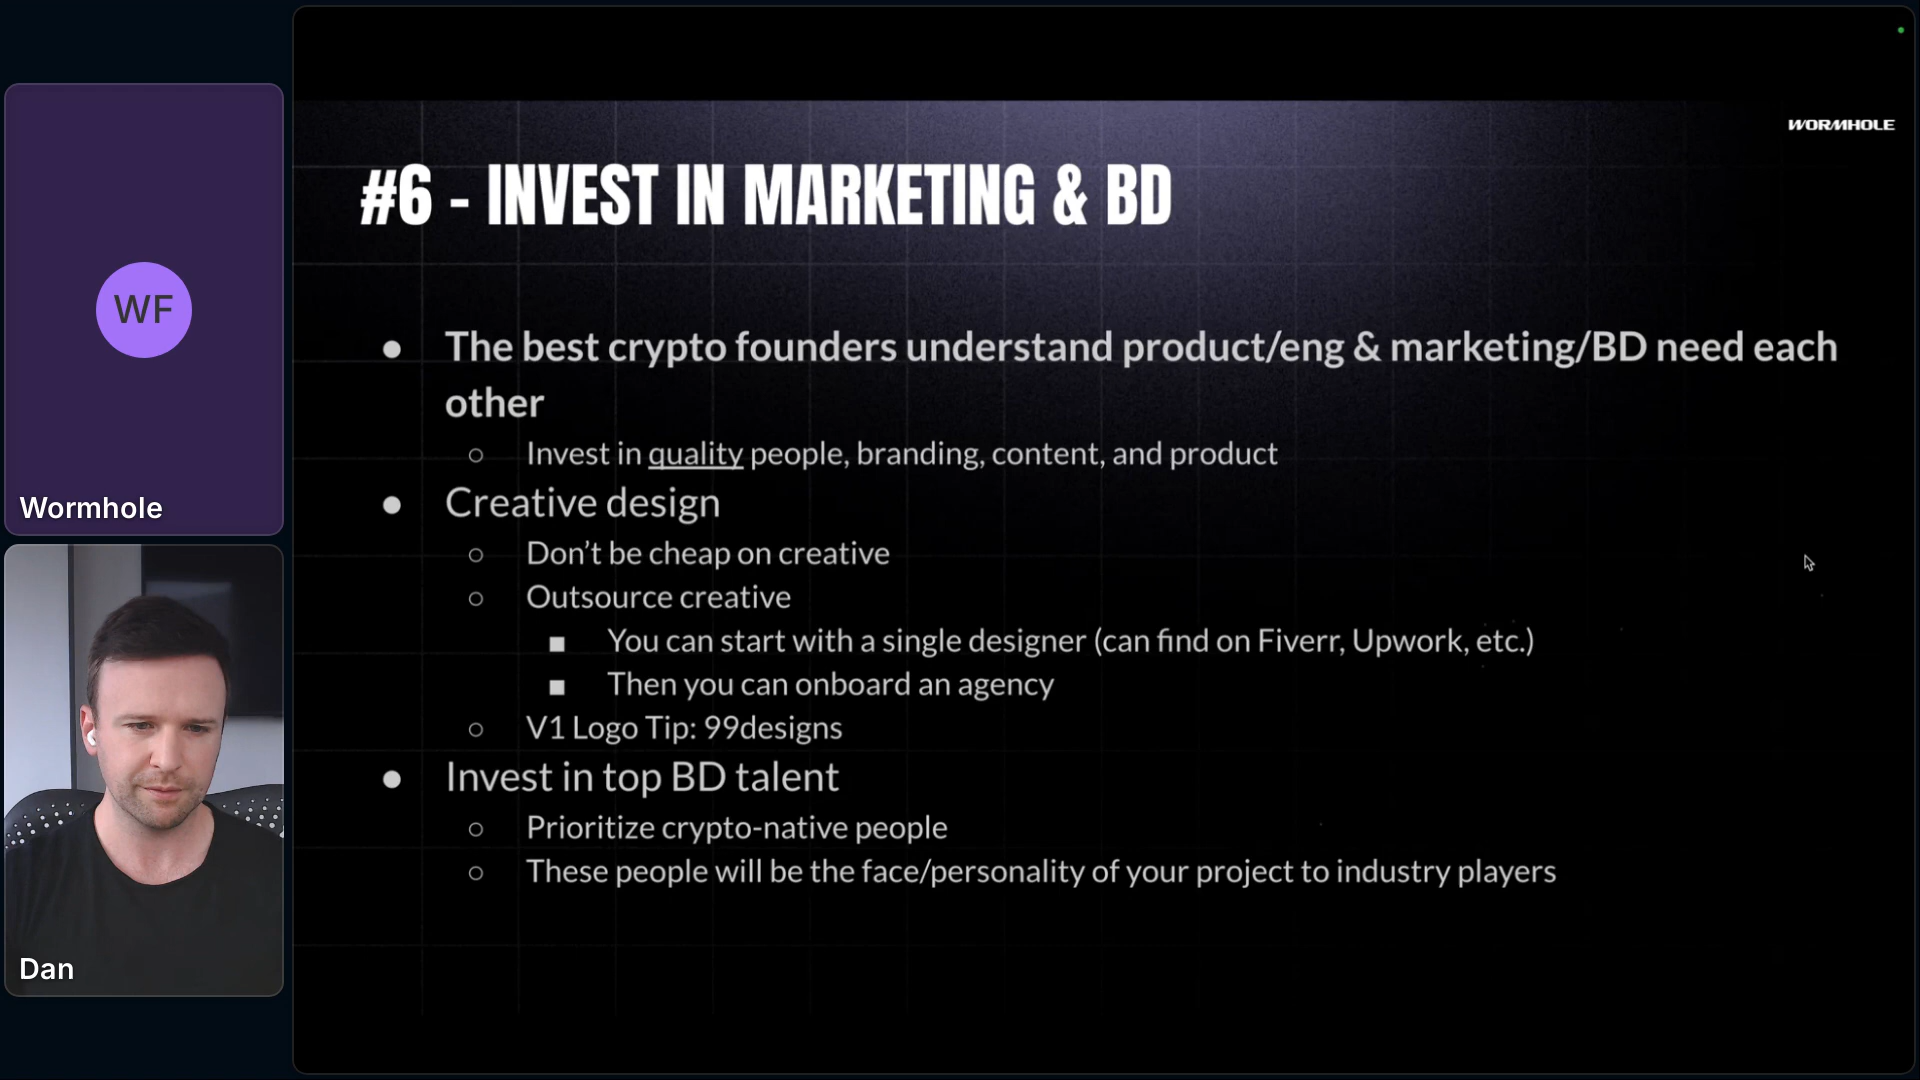 WF
Wormhole
Dan
WORMHOLE
#6 - INVEST IN MARKETING & BD
● The best crypto founders understand product/eng & marketing/BD need each
other
○ Invest in quality people, branding, content, and product
● Creative design
○ Don’t be cheap on creative
○ Outsource creative
■ You can start with a single designer (can find on Fiverr, Upwork, etc.)
■ Then you can onboard an agency
○ V1 Logo Tip: 99designs
● Invest in top BD talent
○ Prioritize crypto-native people
○ These people will be the face/personality of your project to industry players